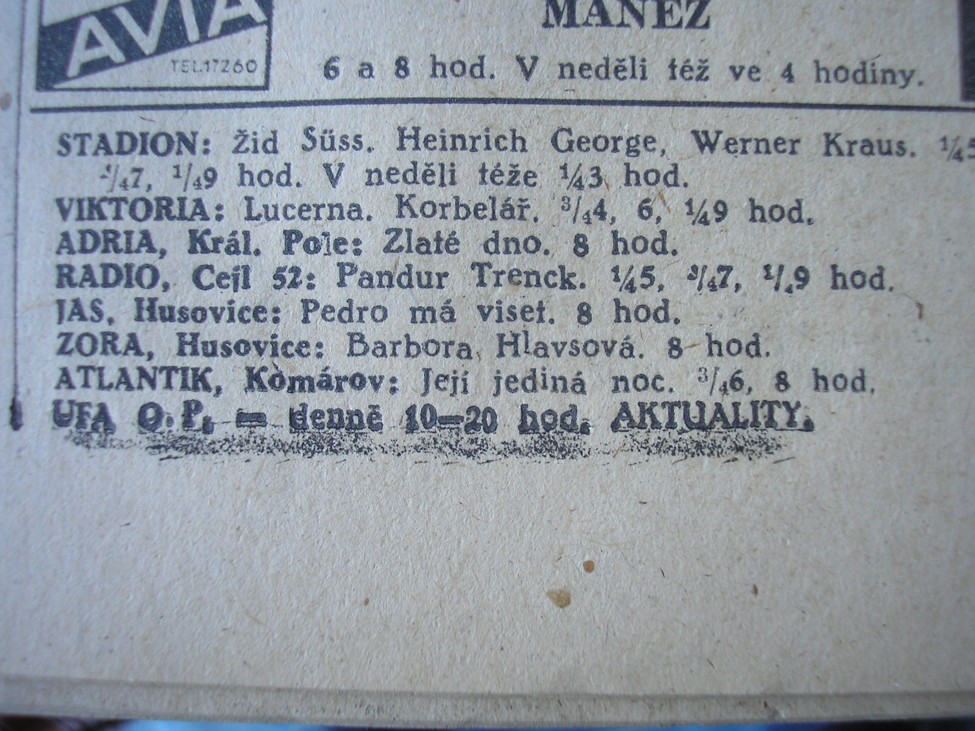 AVIA
TEL.17260
MANEŽ
6 a 8 hod. V neděli též ve 4 hodiny.
STADION: Žid Süss. Heinrich George, Werner Kraus. ¼5
¾7, ¼9 hod. V neděli téže ¼3 hod.
VIKTORIA: Lucerna. Korbelář. ¾4, 6, ¼9 hod.
ADRIA, Král. Pole: Zlaté dno. 8 hod.
RADIO, Cejl 52: Pandur Trenck. ¼5, ¾7, ¼9 hod.
JAS, Husovice: Pedro má viset. 8 hod.
ZORA, Husovice: Barbora Hlavsová. 8 hod.
ATLANTIK, Komárov: Její jediná noc. ¾6, 8 hod.
UFA O. P. — denně 10—20 hod. AKTUALITY.